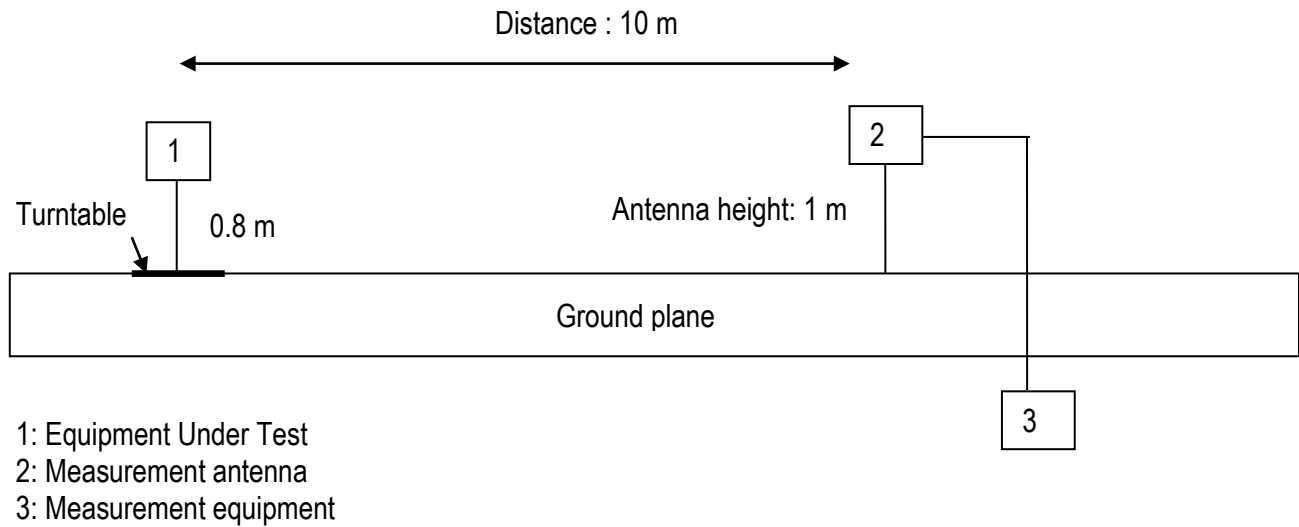 Distance : 10 m
1
2
Turntable
0.8 m
Antenna height: 1 m
Ground plane
3
1: Equipment Under Test
2: Measurement antenna
3: Measurement equipment